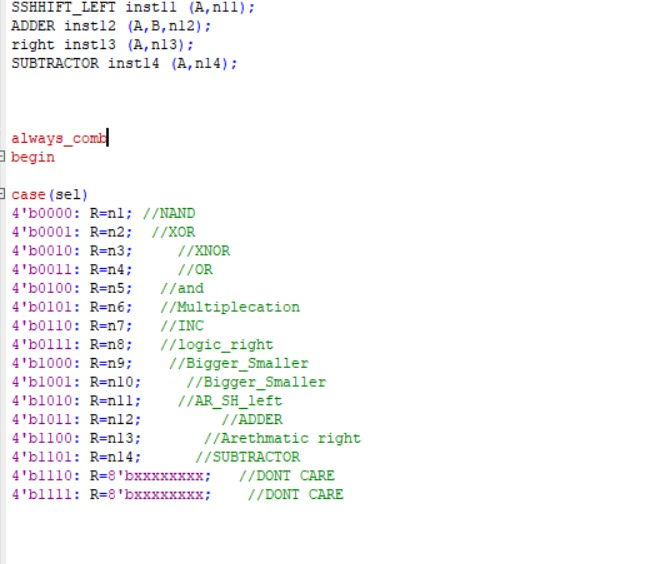 SSHHIFT_LEFT inst11 (A,n11);
ADDER inst12 (A,B,n12);
right inst13 (A,n13);
SUBTRACTOR inst14 (A,n14);
always_comb
begin
case(sel)
4'b0000: R=n1; //NAND
4'b0001: R=n2; //XOR
4'b0010: R=n3; //XNOR
4'b0011: R=n4; //OR
4'b0100: R=n5; //and
4'b0101: R=n6; //Multiplecation
4'b0110: R=n7; //INC
4'b0111: R=n8; //logic_right
4'b1000: R=n9; //Bigger_Smaller
4'b1001: R=n10; //Bigger_Smaller
4'b1010: R=n11; //AR_SH_left
4'b1011: R=n12; //ADDER
4'b1100: R=n13; //Arethmatic right
4'b1101: R=n14; //SUBTRACTOR
4'b1110: R=8'bxxxxxxxx; //DONT CARE
4'b1111: R=8'bxxxxxxxx; //DONT CARE